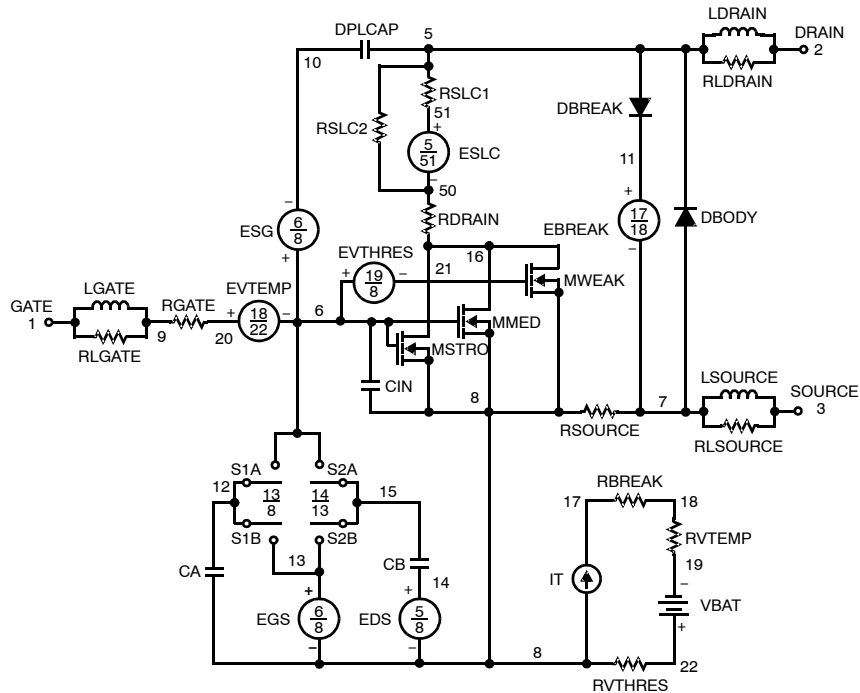 LDRAIN
DPLCAP
5
DRAIN
2
10
RLDRAIN
RSLC1
51
DBREAK
RSLC2
+
5
51
ESLC
11
−
50
−
+
6
8
ESG
RDRAIN
EBREAK
17
18
DBODY
+
EVTHRES
16
−
+
19
8
−
21
MWEAK
LGATE
EVTEMP
GATE
1
RGATE
+
18
22
−
6
MMED
9
20
MSTRO
RLGATE
LSOURCE
CIN
8
7
SOURCE
3
RSOURCE
RLSOURCE
S1A
S2A
12
13
8
14
13
15
RBREAK
17
18
S1B
S2B
RVTEMP
13
CB
19
CA
14
IT
−
+
+
VBAT
EGS
6
8
EDS
5
8
+
−
−
8
22
RVTHRES